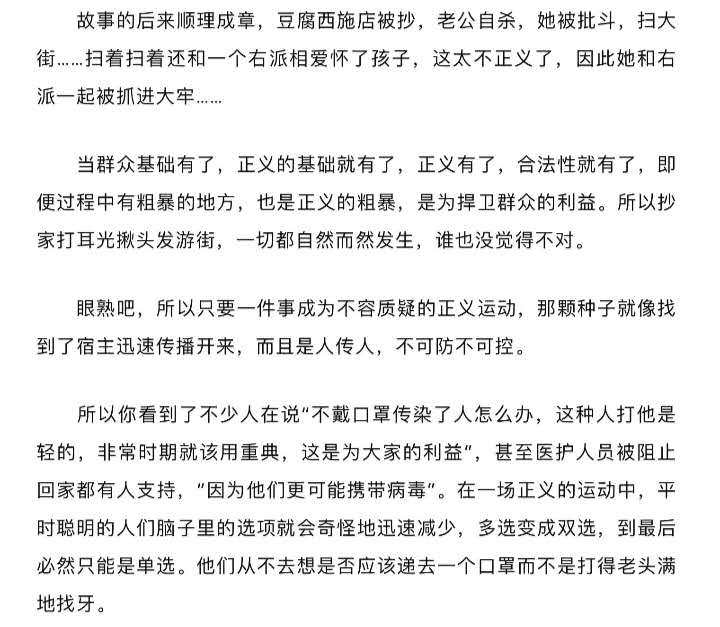 故事的后来顺理成章，豆腐西施店被抄，老公自杀，她被批斗，扫大
街……扫着扫着还和一个右派相爱怀了孩子，这太不正义了，因此她和右
派一起被抓进大牢……
当群众基础有了，正义的基础就有了，正义有了，合法性就有了，即
便过程中有粗暴的地方，也是正义的粗暴，是为捍卫群众的利益。所以抄
家打耳光揪头发游街，一切都自然而然发生，谁也没觉得不对。
眼熟吧，所以只要一件事成为不容质疑的正义运动，那颗种子就像找
到了宿主迅速传播开来，而且是人传人，不可防不可控。
所以你看到了不少人在说“不戴口罩传染了人怎么办，这种人打他是
轻的，非常时期就该用重典，这是为大家的利益”，甚至医护人员被阻止
回家都有人支持，“因为他们更可能携带病毒”。在一场正义的运动中，平
时聪明的人们脑子里的选项就会奇怪地迅速减少，多选变成双选，到最后
必然只能是单选。他们从不去想是否应该递去一个口罩而不是打得老头满
地找牙。